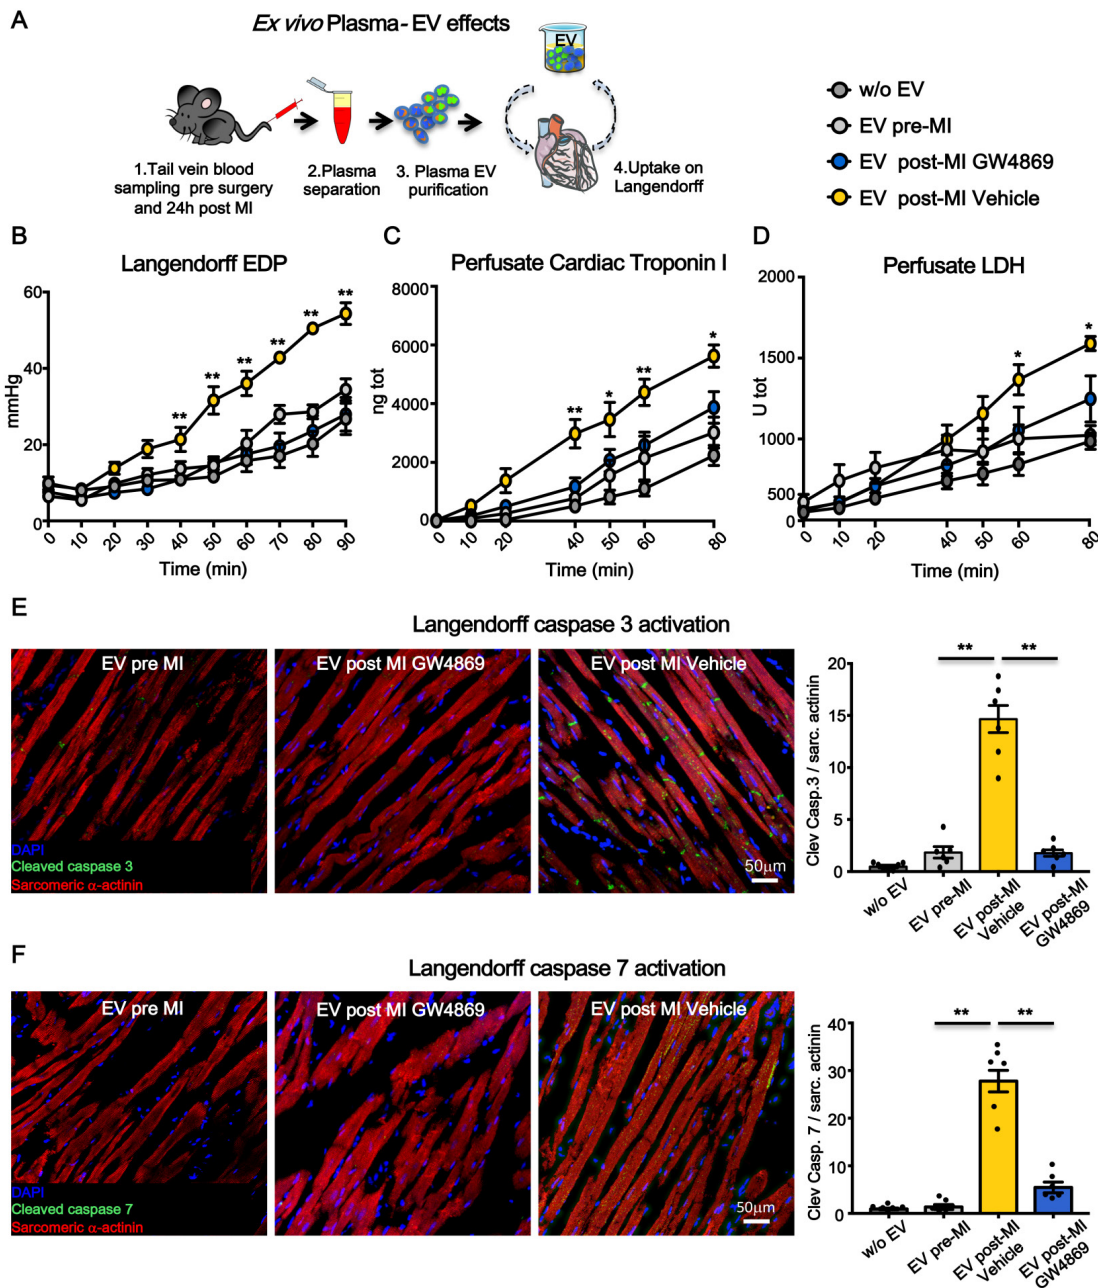 A
Ex vivo Plasma-EV effects
EV
1.Tail vein blood
sampling pre surgery
and 24h post MI
2.Plasma
separation
3. Plasma EV
purification
4.Uptake on
Langendorff
w/o EV
EV pre-MI
EV post-MI GW4869
EV post-MI Vehicle
B
Langendorff EDP
mmHg
60
40
20
0
** ** ** ** ** **
0 10 20 30 40 50 60 70 80 90
Time (min)
C
Perfusate Cardiac Troponin I
ng tot
8000
6000
4000
2000
0
** * ** *
0 10 20 40 50 60 80
Time (min)
D
Perfusate LDH
U tot
2000
1500
1000
500
0
* *
0 10 20 40 50 60 80
Time (min)
E
Langendorff caspase 3 activation
EV pre MI
EV post MI GW4869
EV post MI Vehicle
DAPI
Cleaved caspase 3
Sarcomeric α-actinin
50μm
Clev Casp.3 / sarc. actinin
20
15
10
5
0
** **
w/o EV
EV pre-MI
EV post-MI
Vehicle
EV post-MI
GW4869
F
Langendorff caspase 7 activation
EV pre MI
EV post MI GW4869
EV post MI Vehicle
DAPI
Cleaved caspase 7
Sarcomeric α-actinin
50μm
Clev Casp. 7 / sarc. actinin
40
30
20
10
0
** **
w/o EV
EV pre-MI
EV post-MI
Vehicle
EV post-MI
GW4869